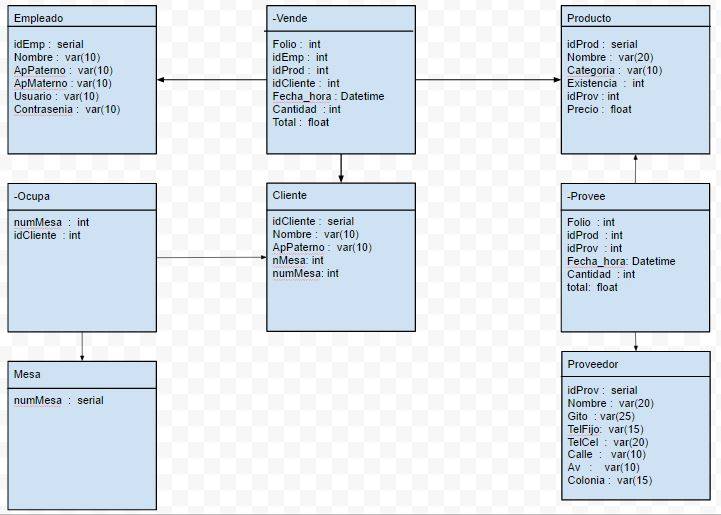 Empleado
idEmp : serial
Nombre : var(10)
ApPaterno : var(10)
ApMaterno : var(10)
Usuario : var(10)
Contrasenia : var(10)
-Vende
Folio : int
idEmp : int
idProd : int
idCliente : int
Fecha_hora : Datetime
Cantidad : int
Total : float
Producto
idProd : serial
Nombre : var(20)
Categoria : var(10)
Existencia : int
idProv : int
Precio : float
-Ocupa
numMesa : int
idCliente : int
Cliente
idCliente : serial
Nombre : var(10)
ApPaterno : var(10)
nMesa: int
numMesa: int
-Provee
Folio : int
idProd : int
idProv : int
Fecha_hora: Datetime
Cantidad : int
total: float
Mesa
numMesa : serial
Proveedor
idProv : serial
Nombre : var(20)
Gito : var(25)
TelFijo: var(15)
TelCel : var(20)
Calle : var(10)
Av : var(10)
Colonia : var(15)